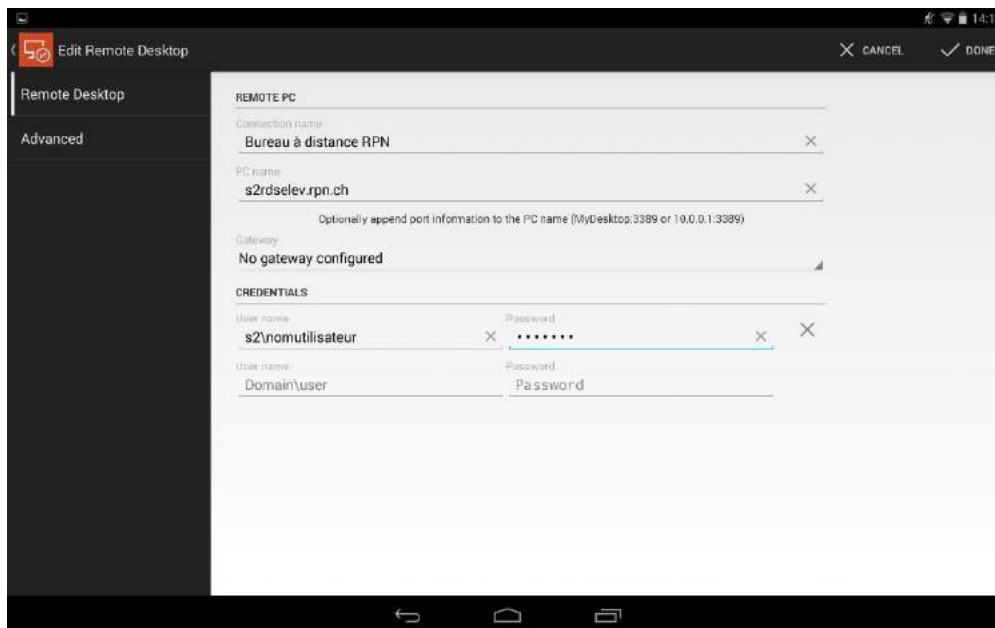 14:1
Edit Remote Desktop
CANCEL
DONE
Remote Desktop
Advanced
REMOTE PC
Connection name
Bureau à distance RPN
PC name
s2rdselev.rpn.ch
Optionally append port information to the PC name (MyDesktop:3389 or 10.0.0.1:3389)
Gateway
No gateway configured
CREDENTIALS
User name Password
s2\nomutilisateur •••••••
User name Password
Domain\user Password